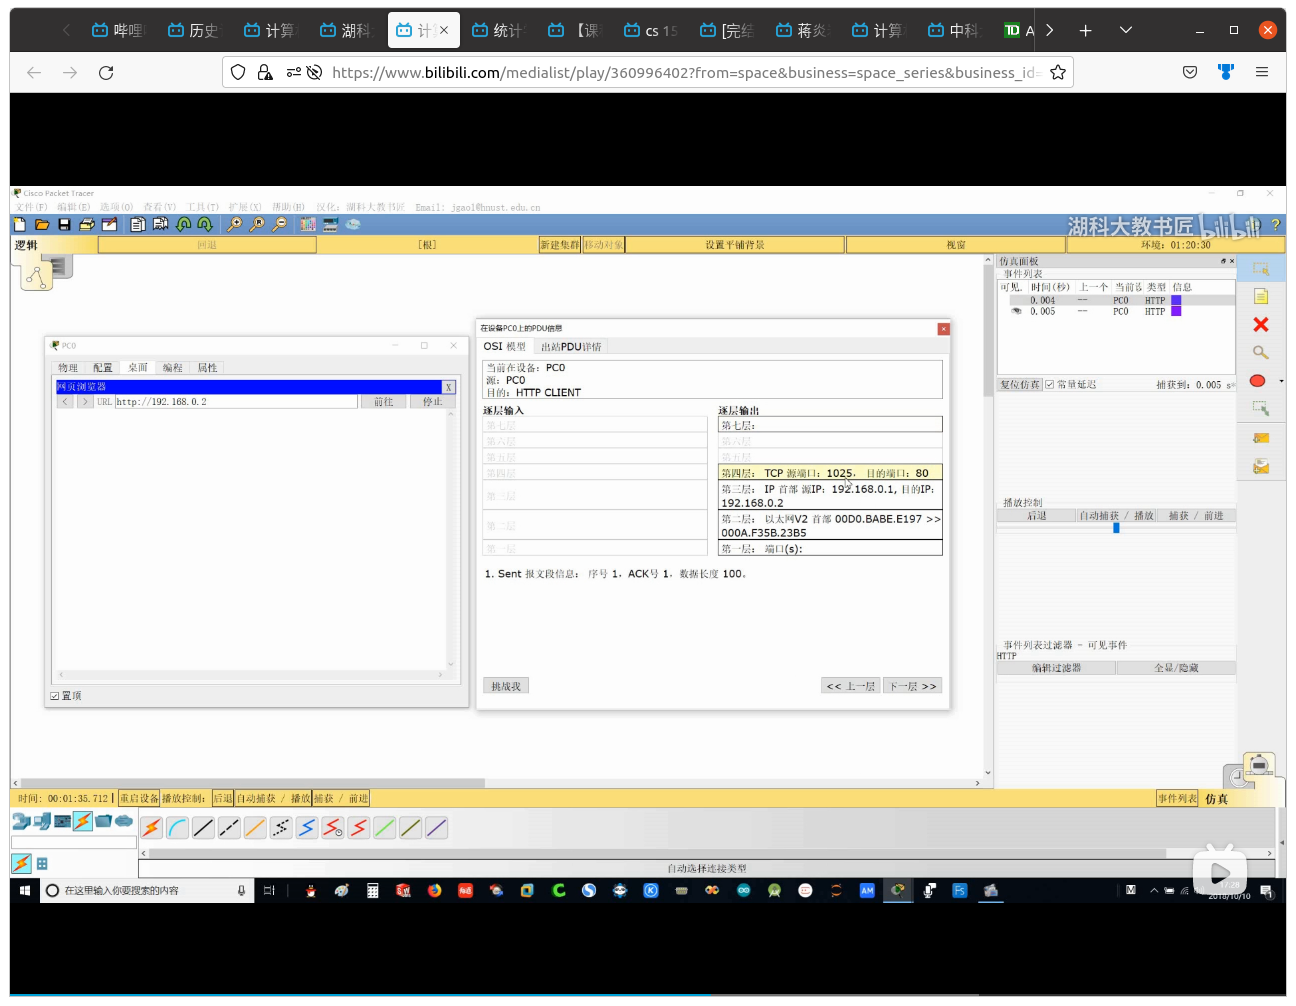 哔哩
历史
计算
湖科
计
统计
【课
cs 15
[完结
蒋炎
计算
中科
TD A
https://www.bilibili.com/medialist/play/360996402?from=space&business=space_series&business_id=
Cisco Packet Tracer
文件(F) 编辑(E) 选项(O) 查看(V) 工具(T) 扩展(X) 帮助(H) 汉化：湖科大教书匠 Email: jgaol@hnust.edu.cn
湖科大教书匠 bilibili
逻辑 回退 [根] 新建集群 移动对象 设置平铺背景 视窗 环境：01:20:30
仿真面板
事件列表
可见. 时间(秒) 上一个 当前设 类型 信息
0.004 -- PC0 HTTP
0.005 -- PC0 HTTP
复位仿真 常量延迟 捕获到：0.005 s
播放控制
后退 自动捕获 / 播放 捕获 / 前进
事件列表过滤器 - 可见事件
HTTP
编辑过滤器 全显/隐藏
PC0
物理 配置 桌面 编程 属性
网页浏览器 X
< > URL http://192.168.0.2 前往 停止
置顶
在设备PC0上的PDU信息
OSI 模型 出站PDU详情
当前在设备：PC0
源：PC0
目的：HTTP CLIENT
逐层输入
第七层
第六层
第五层
第四层
第三层
第二层
第一层
逐层输出
第七层：
第六层
第五层
第四层： TCP 源端口：1025， 目的端口：80
第三层： IP 首部 源IP：192.168.0.1, 目的IP：
192.168.0.2
第二层： 以太网V2 首部 00D0.BABE.E197 >>
000A.F35B.23B5
第一层： 端口(s):
1. Sent 报文段信息： 序号 1，ACK号 1，数据长度 100。
挑战我 << 上一层 下一层 >>
时间：00:01:35.712 重启设备 播放控制： 后退 自动捕获 / 播放 捕获 / 前进 事件列表 仿真
自动选择连接类型
在这里输入你要搜索的内容
17:28
2018/10/10